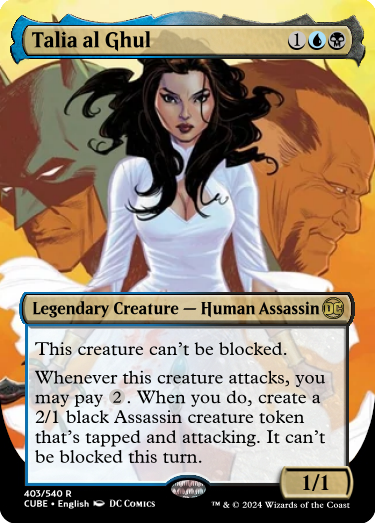 Talia al Ghul 1
Legendary Creature — Human Assassin DC
This creature can't be blocked.
Whenever this creature attacks, you
may pay 2. When you do, create a
2/1 black Assassin creature token
that's tapped and attacking. It can't
be blocked this turn.
1/1
403/540 R
CUBE • English DC COMICS ™ & © 2024 Wizards of the Coast